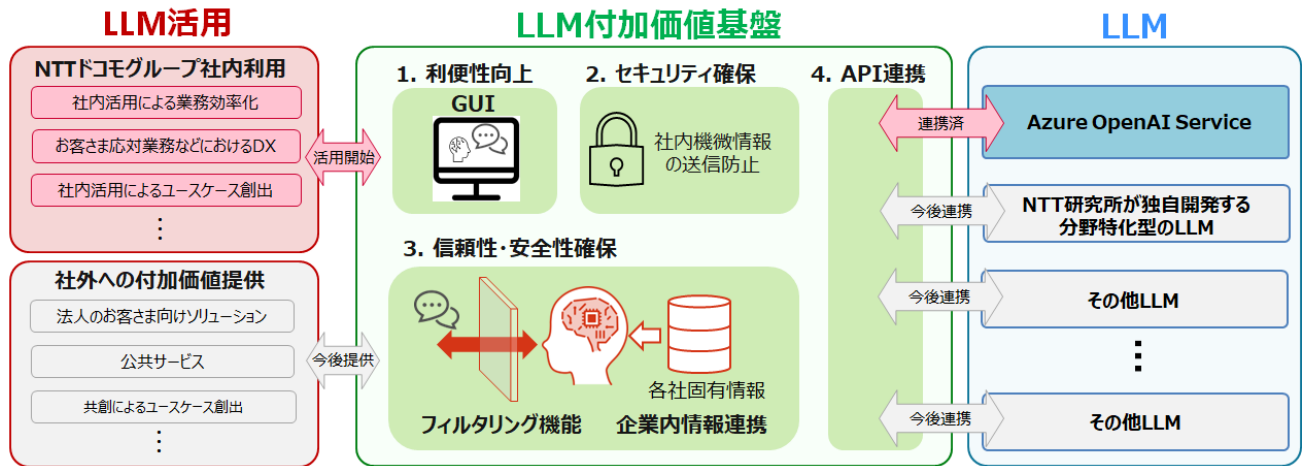 LLM活用
LLM付加価値基盤
LLM
NTTドコモグループ社内利用
社内活用による業務効率化
お客さま応対業務などにおけるDX
社内活用によるユースケース創出
⋮
活用開始
社外への付加価値提供
法人のお客さま向けソリューション
公共サービス
共創によるユースケース創出
⋮
今後提供
1. 利便性向上
GUI
2. セキュリティ確保
社内機微情報
の送信防止
3. 信頼性・安全性確保
各社固有情報
フィルタリング機能
企業内情報連携
4. API連携
連携済
今後連携
今後連携
今後連携
Azure OpenAI Service
NTT研究所が独自開発する
分野特化型のLLM
その他LLM
⋮
その他LLM